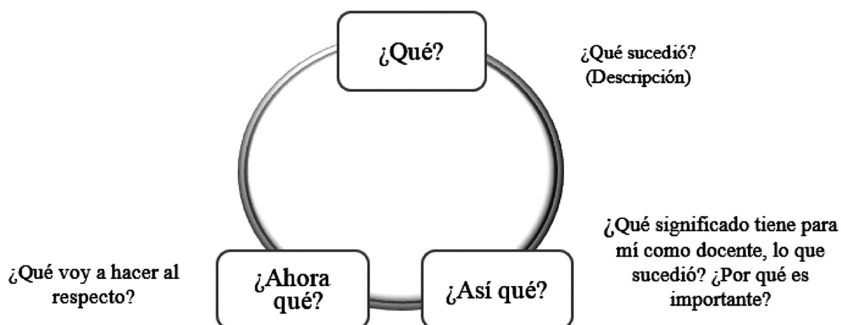 ¿Qué?
¿Qué sucedió?
(Descripción)
¿Qué significado tiene para
mí como docente, lo que
sucedió? ¿Por qué es
importante?
¿Así qué?
¿Ahora
qué?
¿Qué voy a hacer al
respecto?